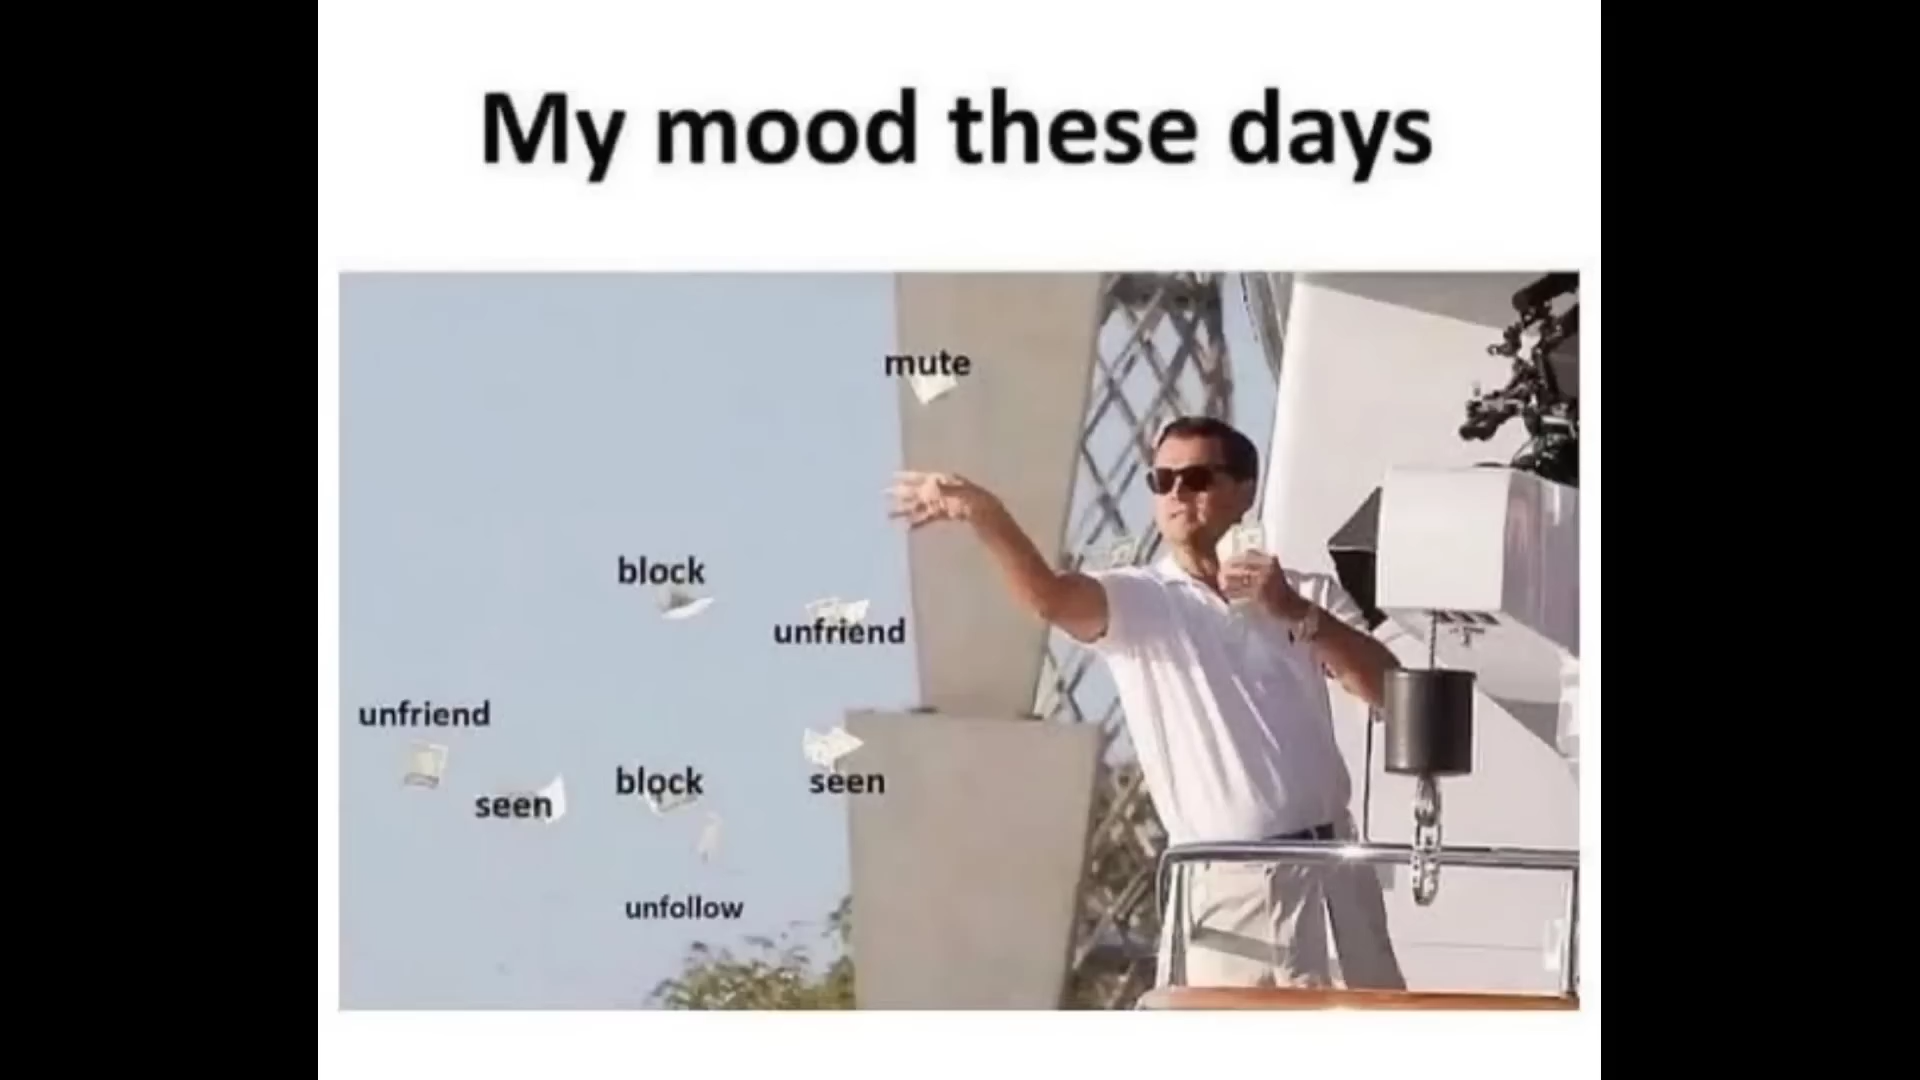 My mood these days
mute
block
unfriend
unfriend
block
seen
seen
unfollow